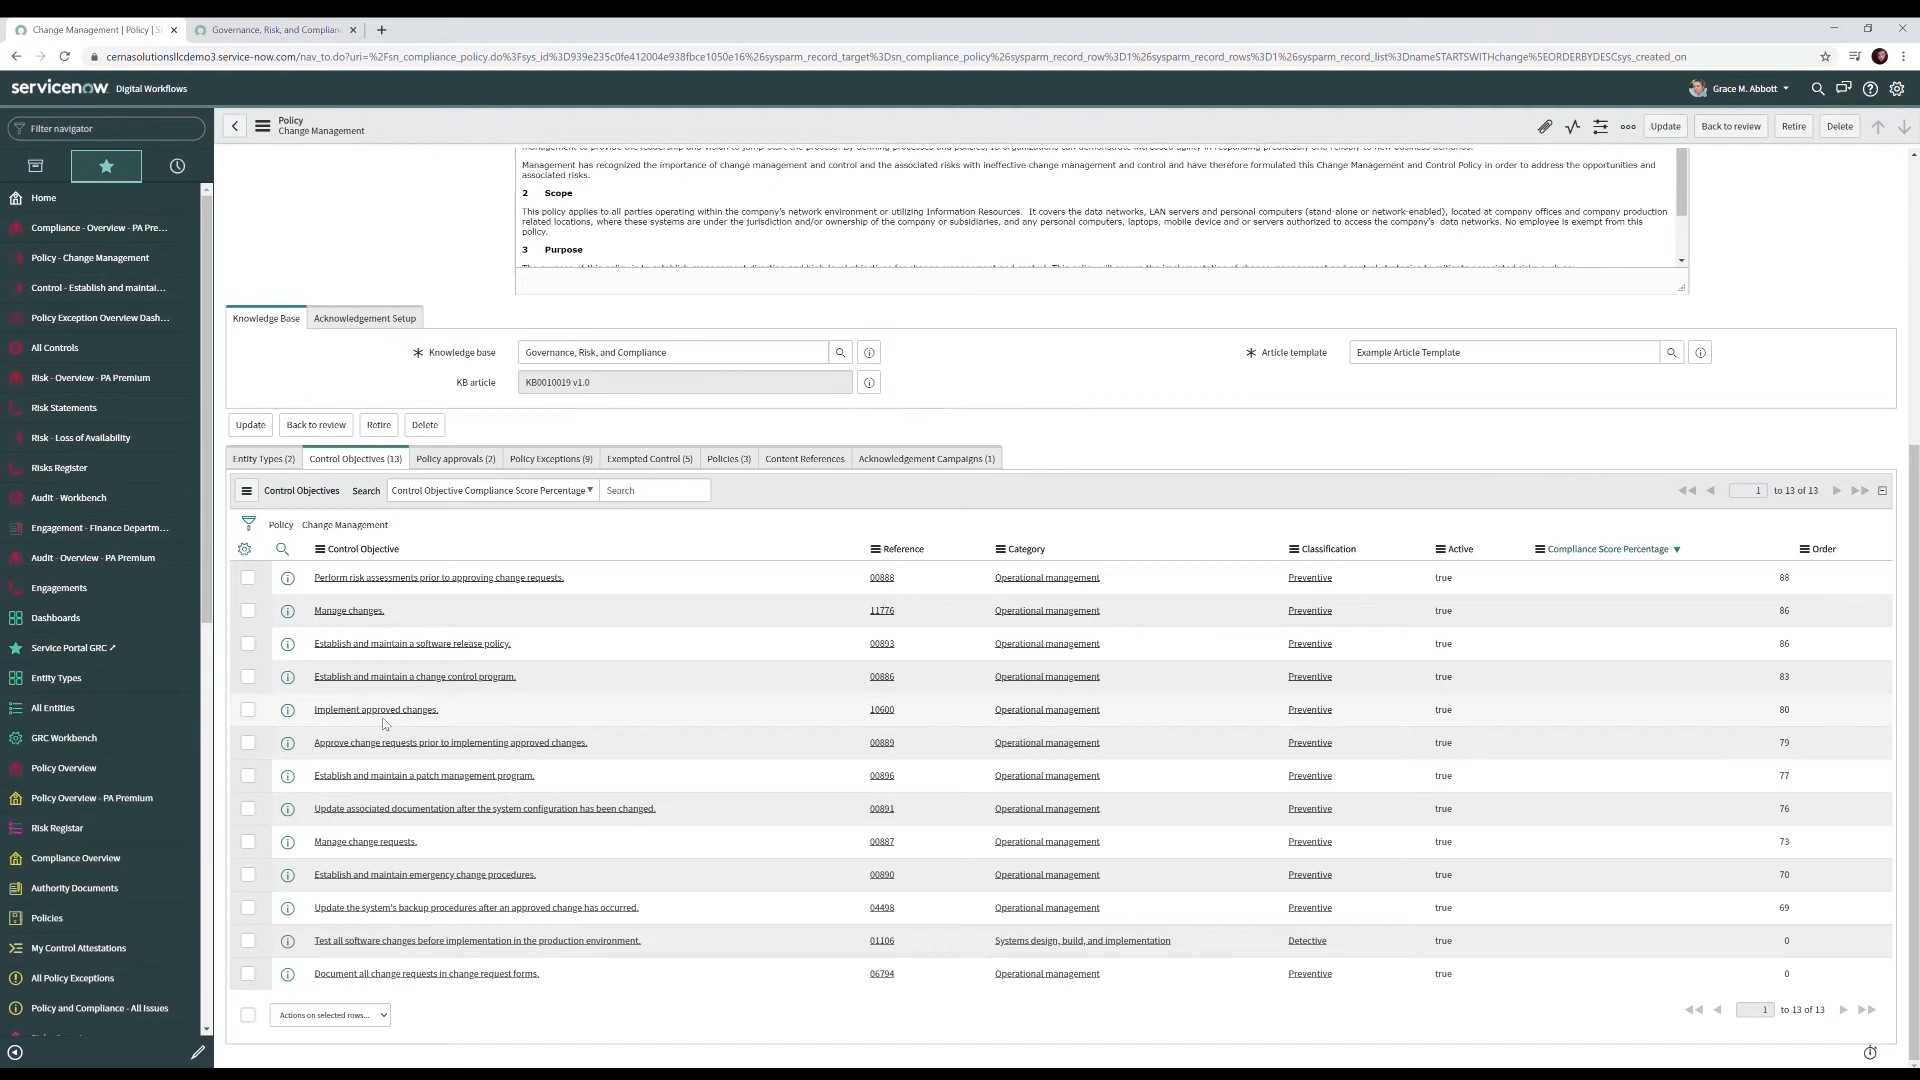 Change Management | Policy | S
Governance, Risk, and Complian
cernasolutionsllcdemo3.service-now.com/nav_to.do?uri=%2Fsn_compliance_policy.do%3Fsys_id%3D939e235c0fe412004e938fbce1050e16%26sysparm_record_target%3Dsn_compliance_policy%26sysparm_record_row%3D1%26sysparm_record_rows%3D1%26sysparm_record_list%3DnameSTARTSWITHchange%5EORDERBYDESCsys_created_on
servicenow Digital Workflows
Grace M. Abbott
Filter navigator
Policy
Change Management
Update
Back to review
Retire
Delete
Home
Compliance - Overview - PA Pre...
Policy - Change Management
Control - Establish and maintai...
Policy Exception Overview Dash...
All Controls
Risk - Overview - PA Premium
Risk Statements
Risk - Loss of Availability
Risks Register
Audit - Workbench
Engagement - Finance Departm...
Audit - Overview - PA Premium
Engagements
Dashboards
Service Portal GRC
Entity Types
All Entities
GRC Workbench
Policy Overview
Policy Overview - PA Premium
Risk Registar
Compliance Overview
Authority Documents
Policies
My Control Attestations
All Policy Exceptions
Policy and Compliance - All Issues
Management has recognized the importance of change management and control and the associated risks with ineffective change management and control and have therefore formulated this Change Management and Control Policy in order to address the opportunities and
associated risks.
2 Scope
This policy applies to all parties operating within the company's network environment or utilizing Information Resources. It covers the data networks, LAN servers and personal computers (stand-alone or network-enabled), located at company offices and company production
related locations, where these systems are under the jurisdiction and/or ownership of the company or subsidiaries, and any personal computers, laptops, mobile device and or servers authorized to access the company's data networks. No employee is exempt from this
policy.
3 Purpose
Knowledge Base
Acknowledgement Setup
Knowledge base
Governance, Risk, and Compliance
Article template
Example Article Template
KB article
KB0010019 v1.0
Update
Back to review
Retire
Delete
Entity Types (2)
Control Objectives (13)
Policy approvals (2)
Policy Exceptions (9)
Exempted Control (5)
Policies (3)
Content References
Acknowledgement Campaigns (1)
Control Objectives Search Control Objective Compliance Score Percentage Search
1 to 13 of 13
Policy Change Management
Control Objective Reference Category Classification Active Compliance Score Percentage Order
Perform risk assessments prior to approving change requests. 00888 Operational management Preventive true 88
Manage changes. 11776 Operational management Preventive true 86
Establish and maintain a software release policy. 00893 Operational management Preventive true 86
Establish and maintain a change control program. 00886 Operational management Preventive true 83
Implement approved changes. 10600 Operational management Preventive true 80
Approve change requests prior to implementing approved changes. 00889 Operational management Preventive true 79
Establish and maintain a patch management program. 00896 Operational management Preventive true 77
Update associated documentation after the system configuration has been changed. 00891 Operational management Preventive true 76
Manage change requests. 00887 Operational management Preventive true 73
Establish and maintain emergency change procedures. 00890 Operational management Preventive true 70
Update the system's backup procedures after an approved change has occurred. 04498 Operational management Preventive true 69
Test all software changes before implementation in the production environment. 01106 Systems design, build, and implementation Detective true 0
Document all change requests in change request forms. 06794 Operational management Preventive true 0
Actions on selected rows...
1 to 13 of 13